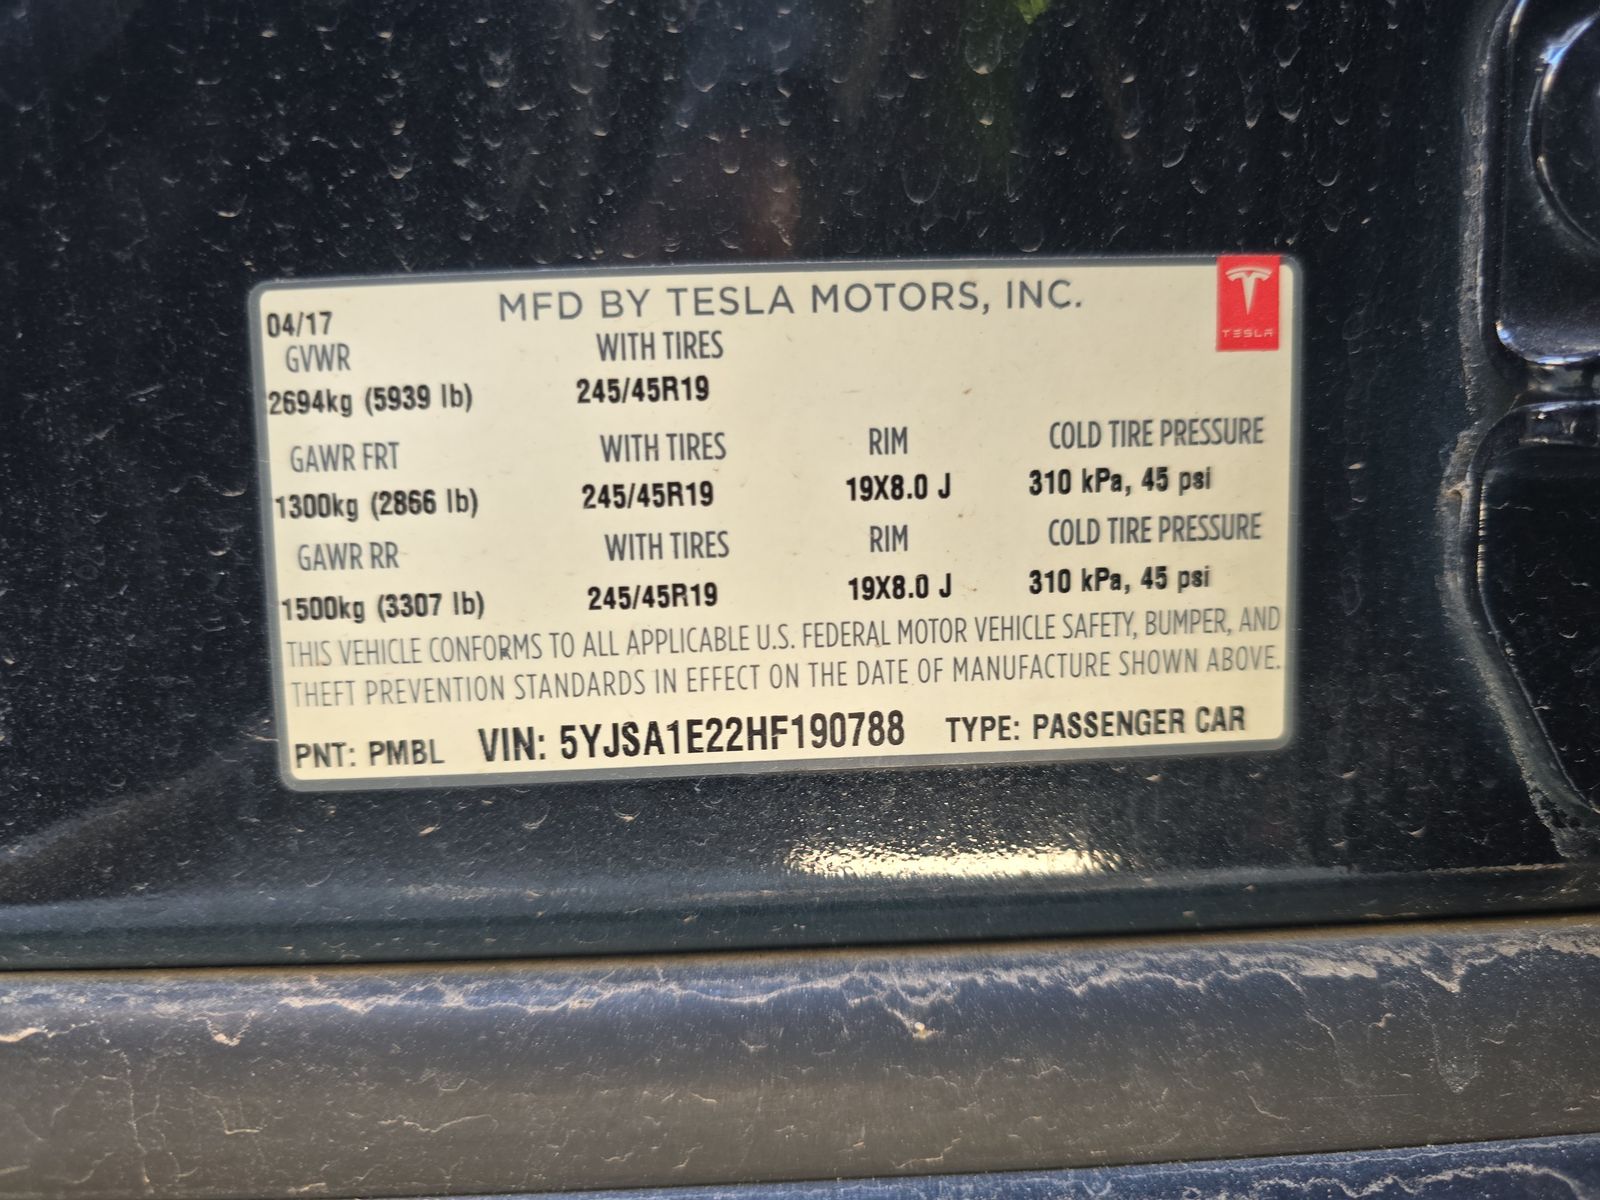 MFD BY TESLA MOTORS, INC.
TESLA
04/17
GVWR WITH TIRES
2694kg (5939 lb) 245/45R19
GAWR FRT WITH TIRES RIM COLD TIRE PRESSURE
1300kg (2866 lb) 245/45R19 19X8.0 J 310 kPa, 45 psi
GAWR RR WITH TIRES RIM COLD TIRE PRESSURE
1500kg (3307 lb) 245/45R19 19X8.0 J 310 kPa, 45 psi
THIS VEHICLE CONFORMS TO ALL APPLICABLE U.S. FEDERAL MOTOR VEHICLE SAFETY, BUMPER, AND
THEFT PREVENTION STANDARDS IN EFFECT ON THE DATE OF MANUFACTURE SHOWN ABOVE.
PNT: PMBL VIN: 5YJSA1E22HF190788 TYPE: PASSENGER CAR